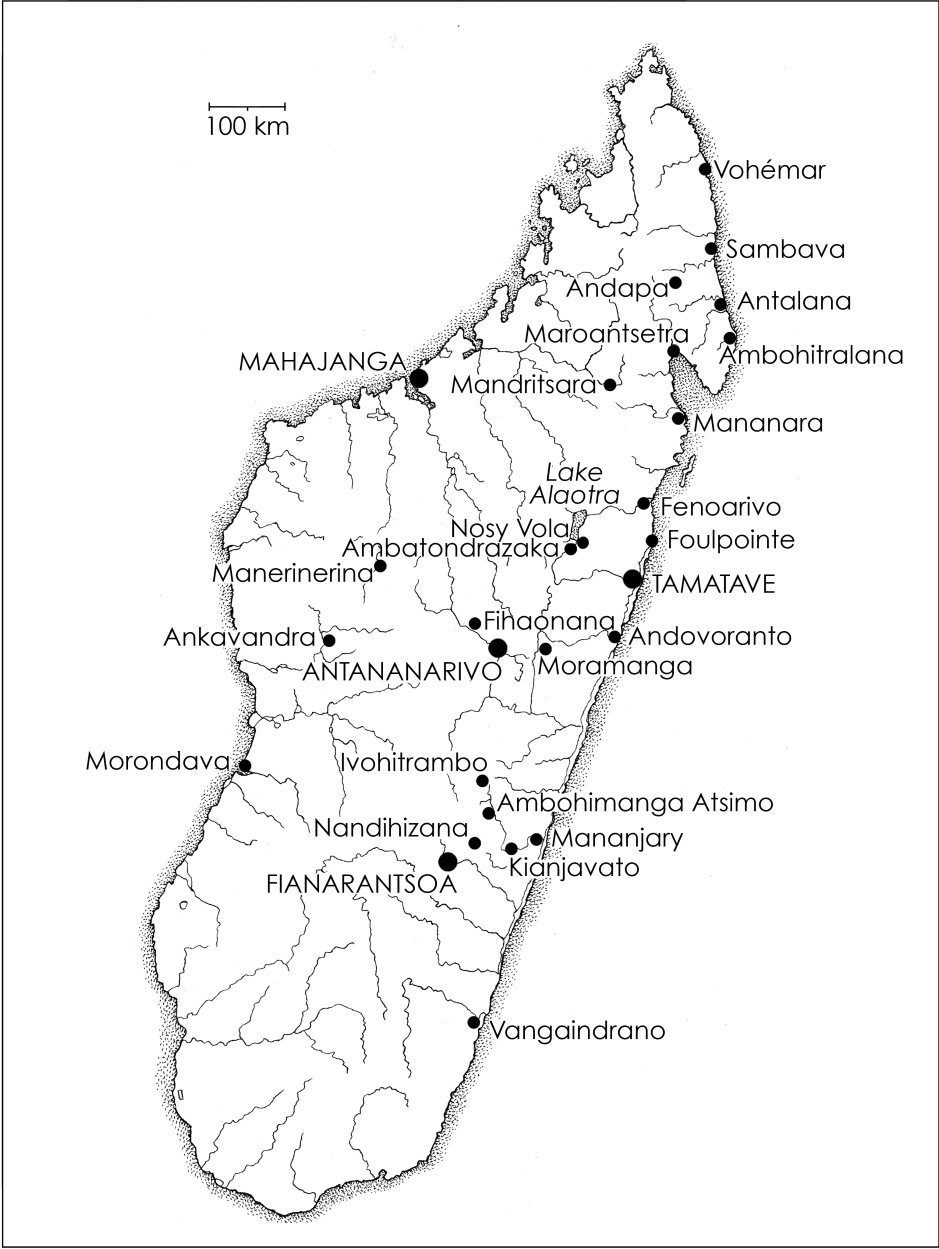 100 km
Vohémar
Sambava
Andapa
Antalana
Maroantsetra
Ambohitralana
MAHAJANGA
Mandritsara
Mananara
Lake
Alaotra
Fenoarivo
Nosy Vola
Foulpointe
Ambatondrazaka
Manerinerina
TAMATAVE
Fihaonana
Ankavandra
Andovoranto
ANTANANARIVO
Moramanga
Morondava
Ivohitrambo
Ambohimanga Atsimo
Nandihizana
Mananjary
Kianjavato
FIANARANTSOA
Vangaindrano